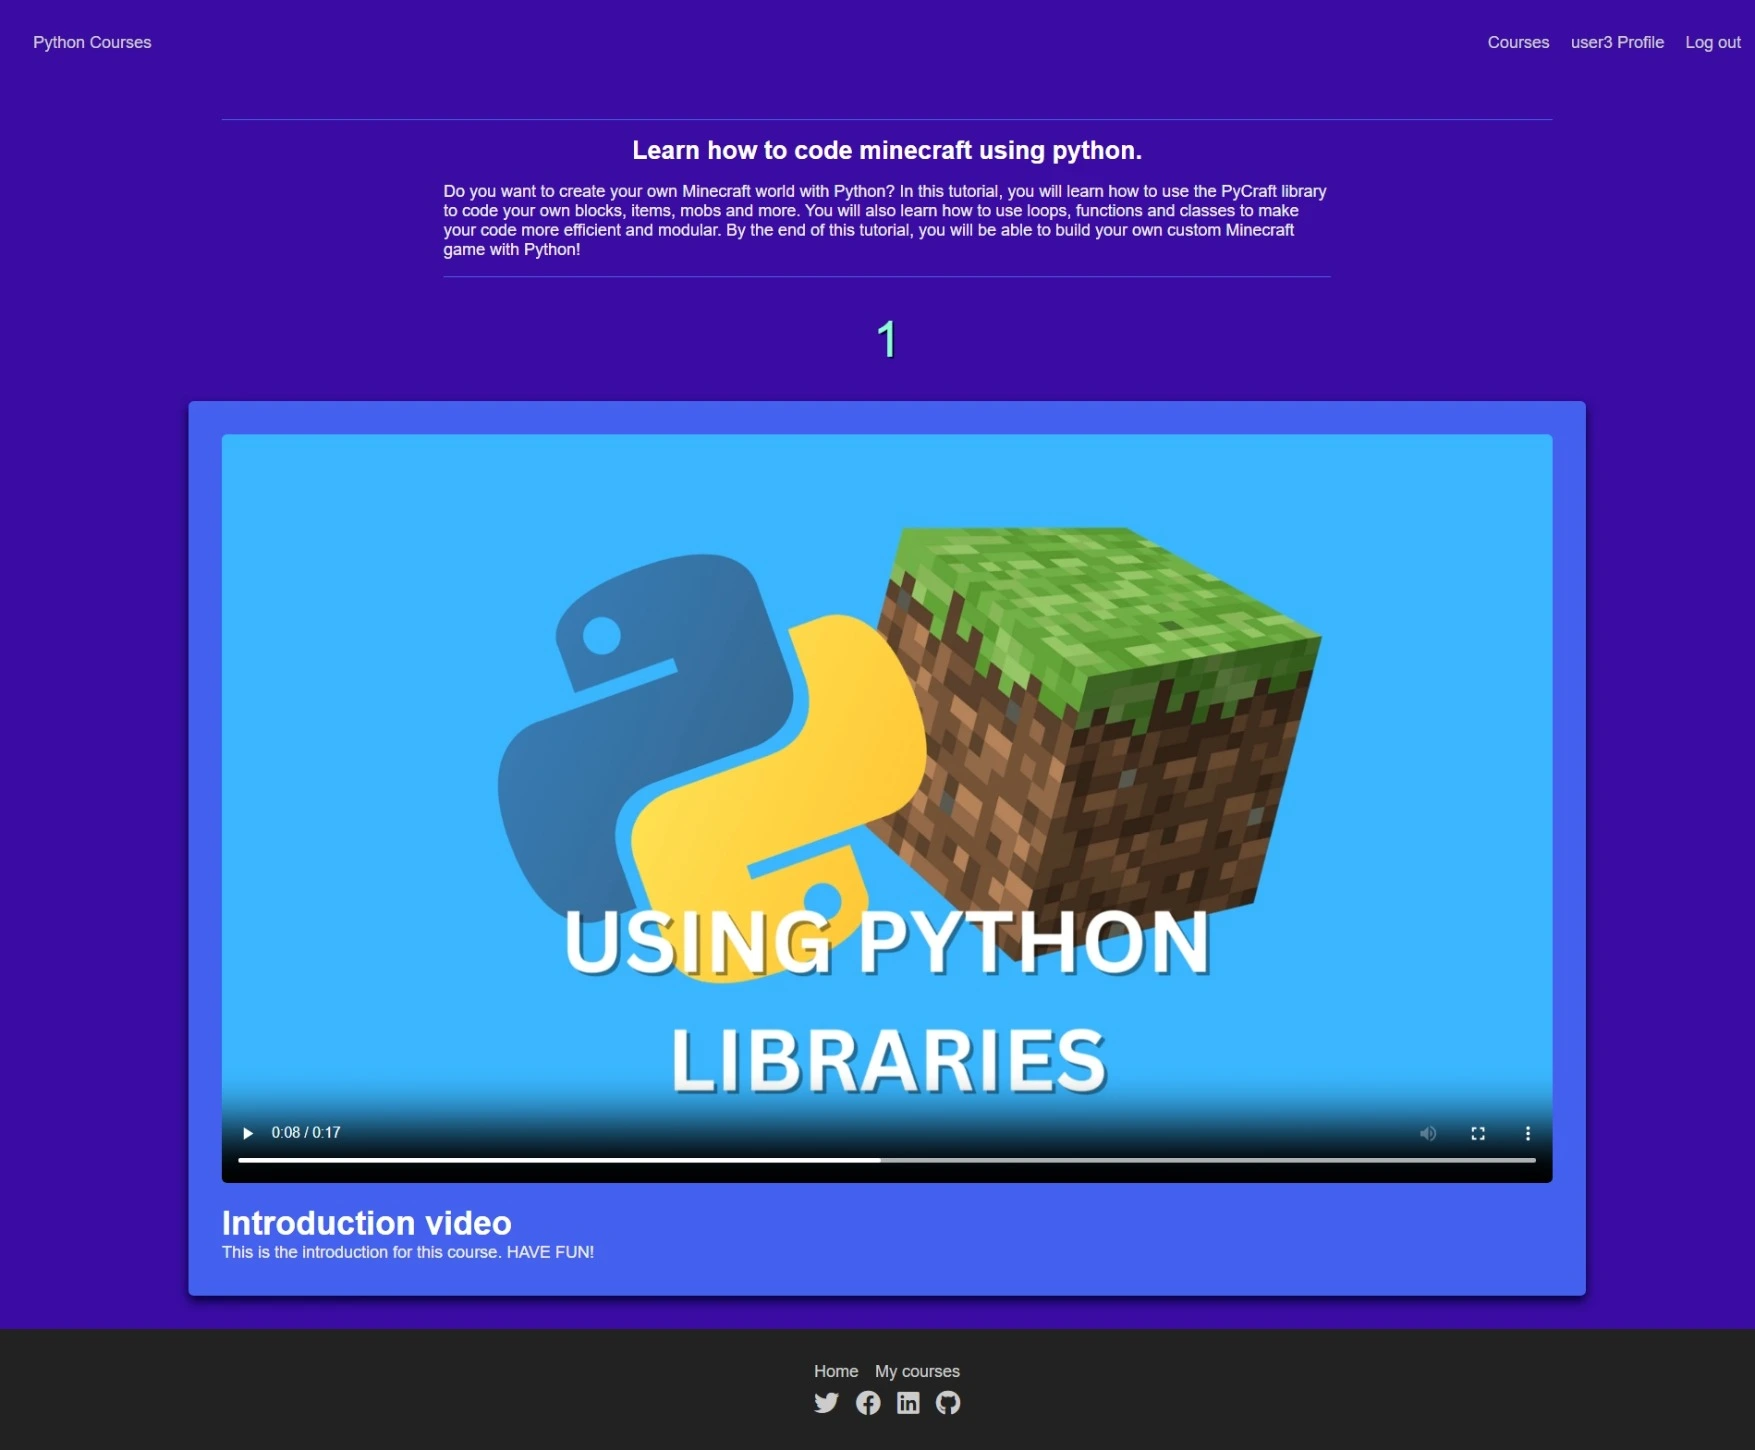 Python Courses
Courses user3 Profile Log out
Learn how to code minecraft using python.
Do you want to create your own Minecraft world with Python? In this tutorial, you will learn how to use the PyCraft library
to code your own blocks, items, mobs and more. You will also learn how to use loops, functions and classes to make
your code more efficient and modular. By the end of this tutorial, you will be able to build your own custom Minecraft
game with Python!
1
USING PYTHON
LIBRARIES
0:08 / 0:17
Introduction video
This is the introduction for this course. HAVE FUN!
Home My courses